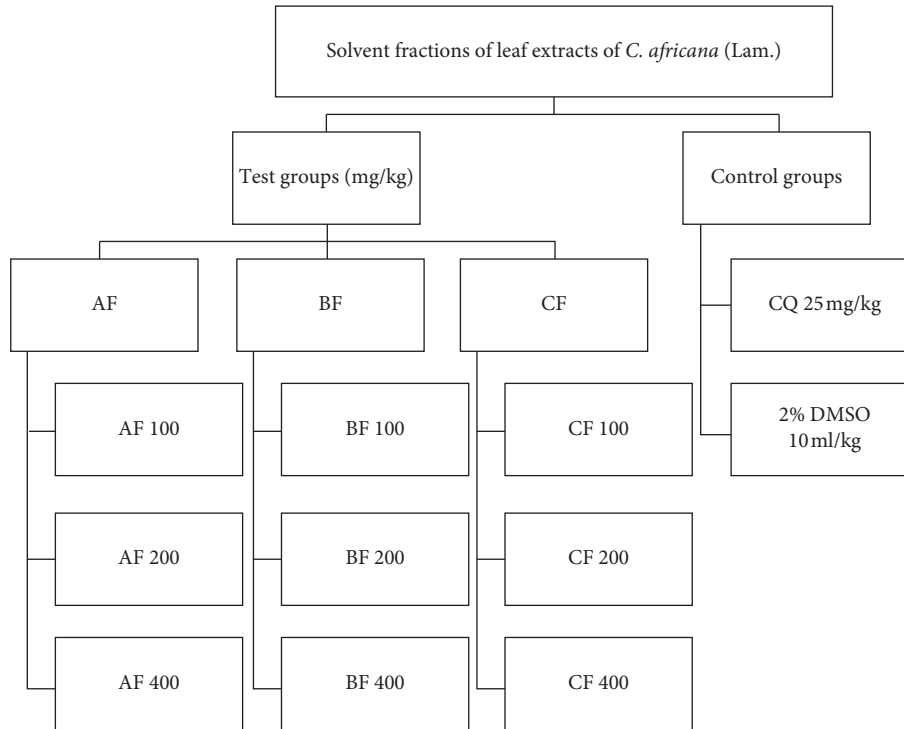 Solvent fractions of leaf extracts of C. africana (Lam.)
Test groups (mg/kg)
Control groups
AF
BF
CF
CQ 25 mg/kg
AF 100
BF 100
CF 100
2% DMSO
10 ml/kg
AF 200
BF 200
CF 200
AF 400
BF 400
CF 400